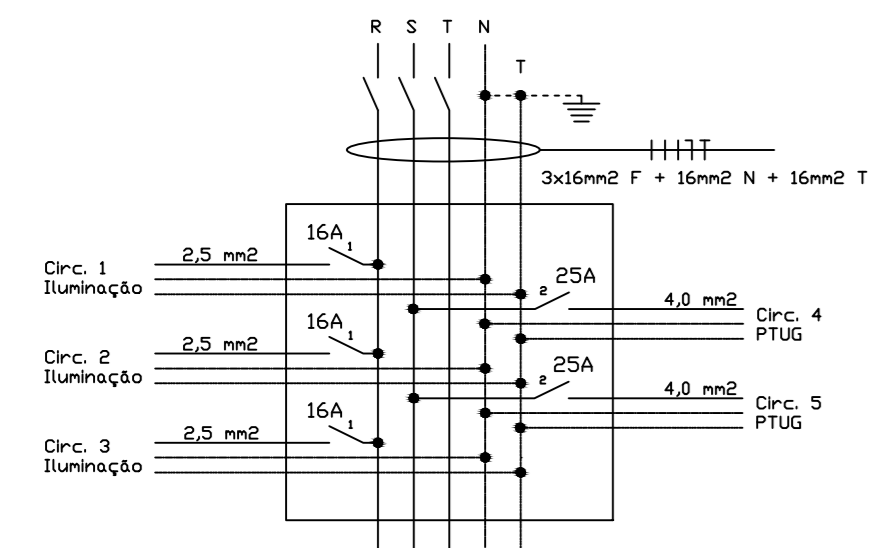 R S T N
T
3x16mm2 F + 16mm2 N + 16mm2 T
16A
1
2,5 mm2
Circ. 1
Iluminação
25A
2
4,0 mm2
Circ. 4
PTUG
16A
1
2,5 mm2
Circ. 2
Iluminação
25A
2
4,0 mm2
Circ. 5
PTUG
16A
1
2,5 mm2
Circ. 3
Iluminação